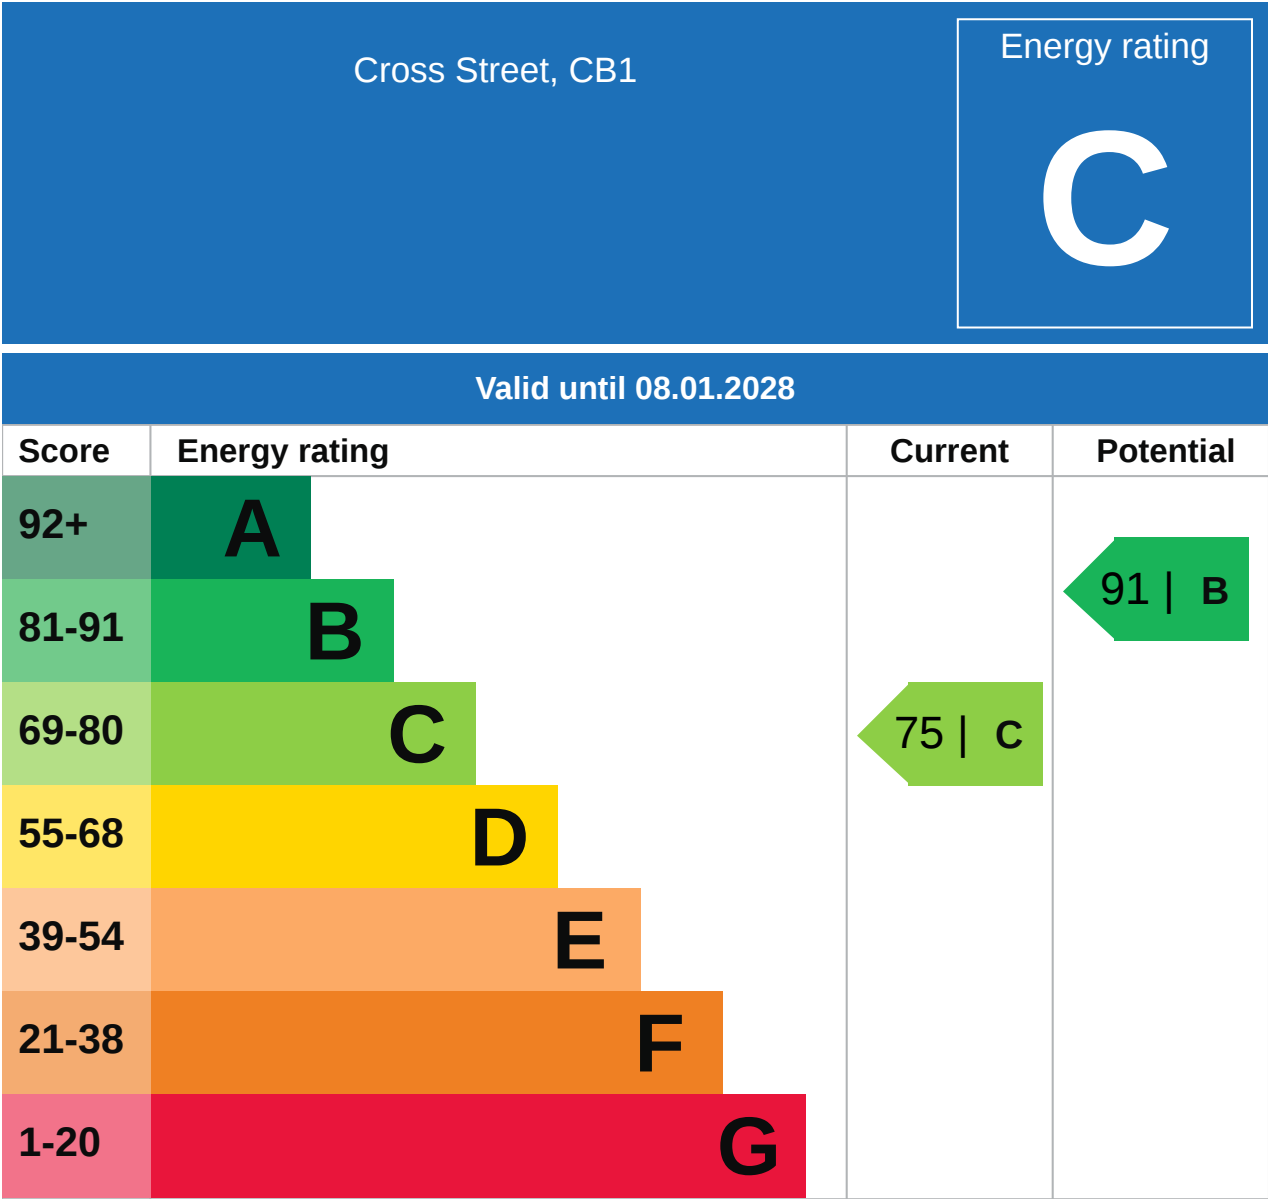 Cross Street, CB1
Energy rating
C
Valid until 08.01.2028
Score Energy rating Current Potential
92+ A
81-91 B 91 | B
69-80 C 75 | C
55-68 D
39-54 E
21-38 F
1-20 G